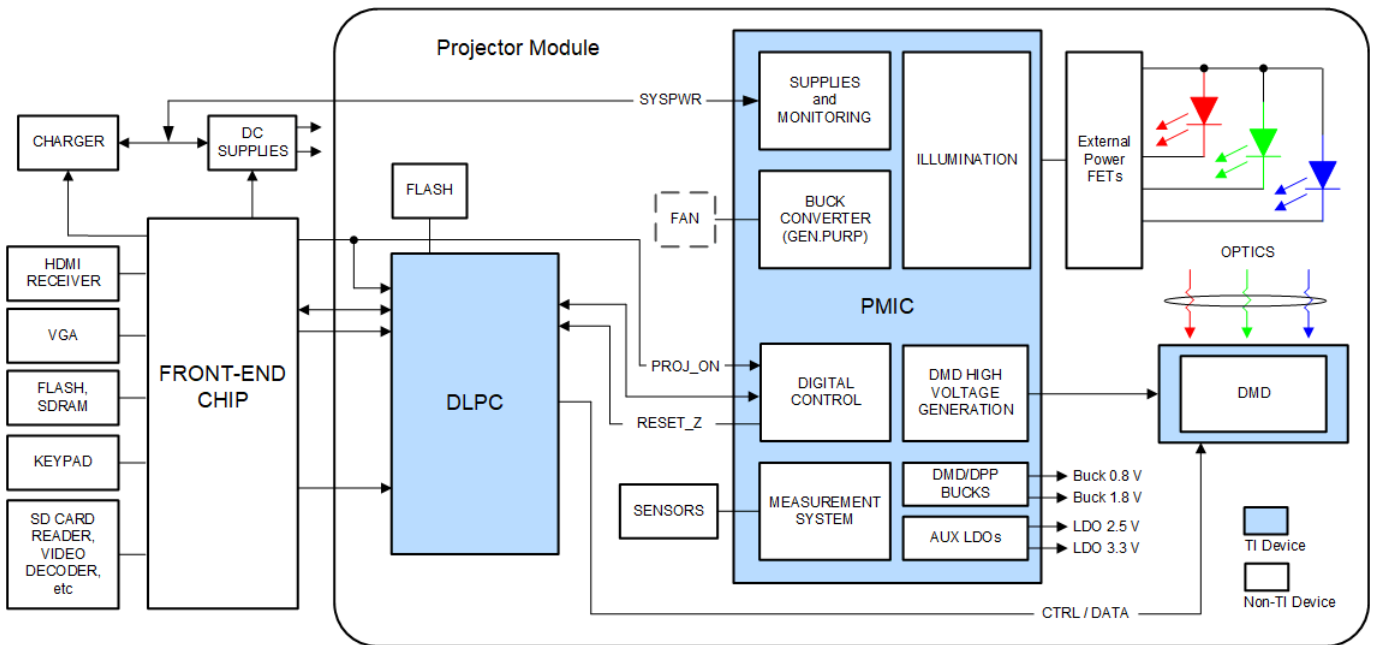 Projector Module
SYSPWR
SUPPLIES
and
MONITORING
ILLUMINATION
External
Power
FETs
CHARGER
DC
SUPPLIES
FLASH
FAN
BUCK
CONVERTER
(GEN.PURP)
OPTICS
HDMI
RECEIVER
VGA
FLASH,
SDRAM
KEYPAD
SD CARD
READER,
VIDEO
DECODER,
etc
FRONT-END
CHIP
DLPC
PMIC
PROJ_ON
RESET_Z
DIGITAL
CONTROL
DMD HIGH
VOLTAGE
GENERATION
DMD
SENSORS
MEASUREMENT
SYSTEM
DMD/DPP
BUCKS
Buck 0.8 V
Buck 1.8 V
AUX LDOs
LDO 2.5 V
LDO 3.3 V
CTRL / DATA
TI Device
Non-TI Device